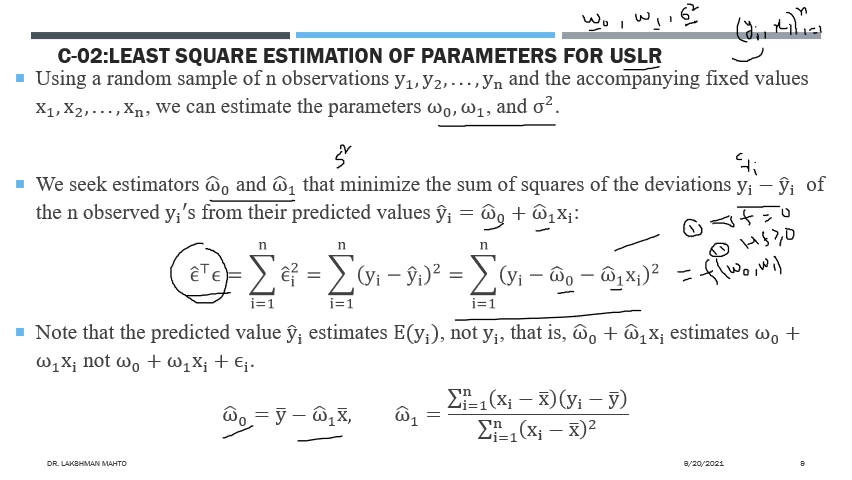 ω₀, ω₁, σ² (yᵢ, xᵢ)ⁿᵢ₌₁
C-02:LEAST SQUARE ESTIMATION OF PARAMETERS FOR USLR
Using a random sample of n observations y₁, y₂, . . . , yₙ and the accompanying fixed values
x₁, x₂, . . . , xₙ, we can estimate the parameters ω₀, ω₁, and σ².
We seek estimators ω̂₀ and ω̂₁ that minimize the sum of squares of the deviations yᵢ − ŷᵢ of
the n observed yᵢ's from their predicted values ŷᵢ = ω̂₀ + ω̂₁xᵢ:
① ∇f = 0
ϵ̂ᵀϵ = ∑ⁿᵢ₌₁ ϵ̂ᵢ² = ∑ⁿᵢ₌₁ (yᵢ − ŷᵢ)² = ∑ⁿᵢ₌₁ (yᵢ − ω̂₀ − ω̂₁xᵢ)² = f(ω₀, ω₁)
Note that the predicted value ŷᵢ estimates E(yᵢ), not yᵢ, that is, ω̂₀ + ω̂₁xᵢ estimates ω₀ +
ω₁xᵢ not ω₀ + ω₁xᵢ + ϵᵢ.
ω̂₀ = ȳ − ω̂₁x̄, ω̂₁ = ∑ⁿᵢ₌₁(xᵢ − x̄)(yᵢ − ȳ) / ∑ⁿᵢ₌₁(xᵢ − x̄)²
DR. LAKSHMAN MAHTO 9/20/2021 9